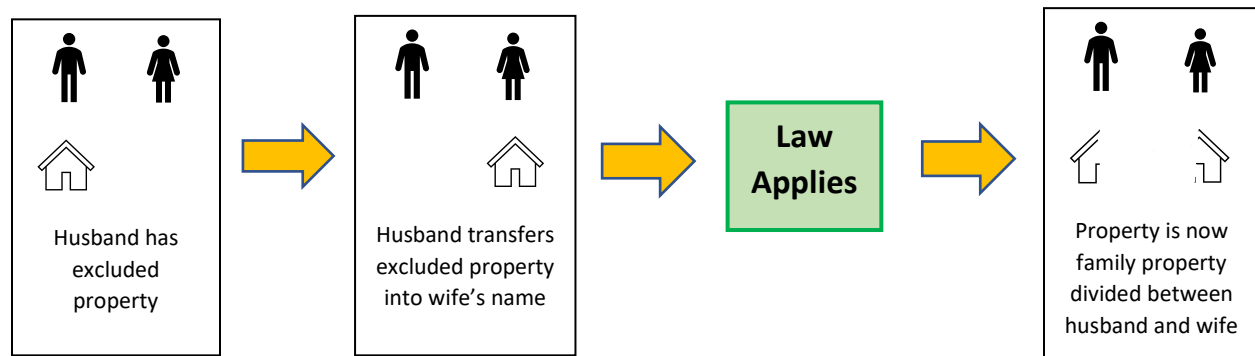 Husband has
excluded
property
Husband transfers
excluded property
into wife’s name
Law
Applies
Property is now
family property
divided between
husband and wife